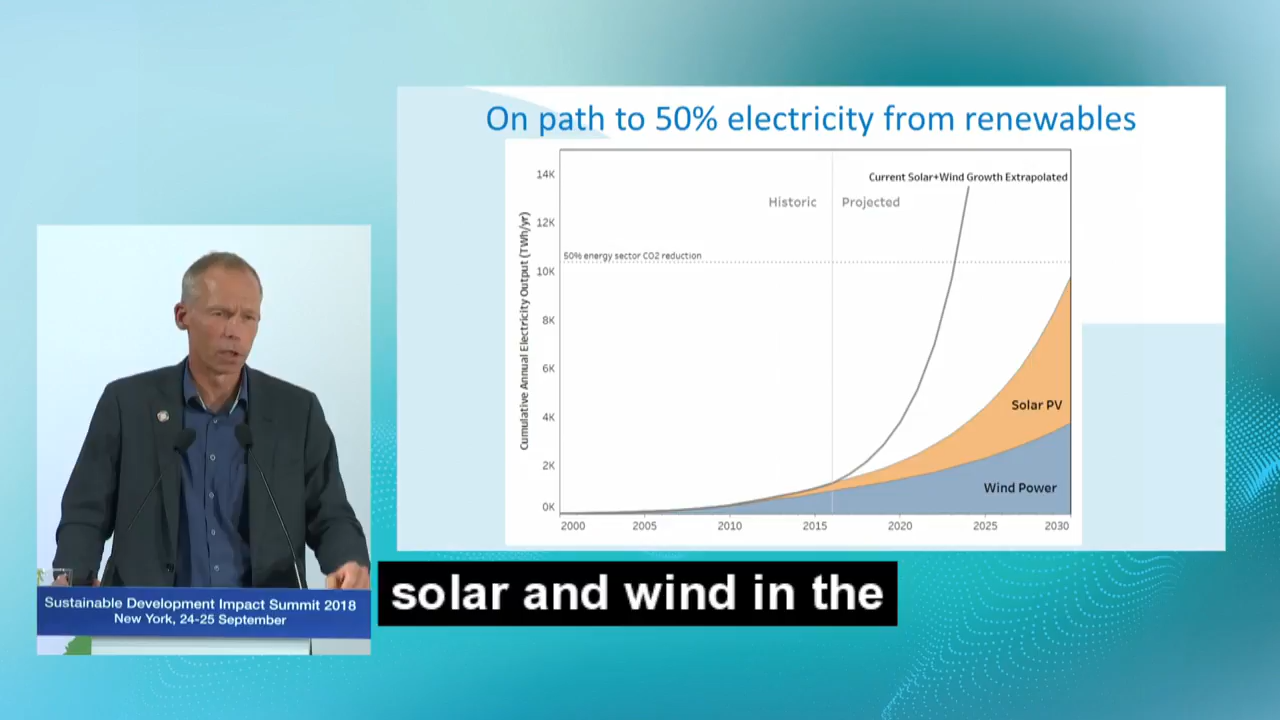 On path to 50% electricity from renewables
Cumulative Annual Electricity Output (TWh/yr)
14K
12K
10K
8K
6K
4K
2K
0K
Current Solar+Wind Growth Extrapolated
Historic
Projected
50% energy sector CO2 reduction
Solar PV
Wind Power
2000
2005
2010
2015
2020
2025
2030
solar and wind in the
Sustainable Development Impact Summit 2018
New York, 24-25 September